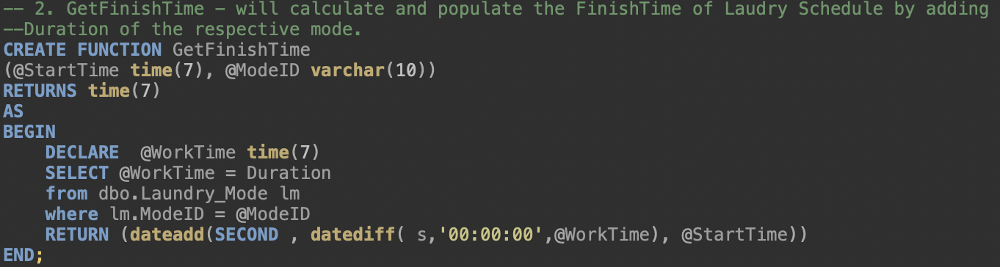 -- 2. GetFinishTime - will calculate and populate the FinishTime of Laudry Schedule by adding
--Duration of the respective mode.
CREATE FUNCTION GetFinishTime
(@StartTime time(7), @ModeID varchar(10))
RETURNS time(7)
AS
BEGIN
    DECLARE  @WorkTime time(7)
    SELECT @WorkTime = Duration
    from dbo.Laundry_Mode lm
    where lm.ModeID = @ModeID
    RETURN (dateadd(SECOND , datediff( s,'00:00:00',@WorkTime), @StartTime))
END;